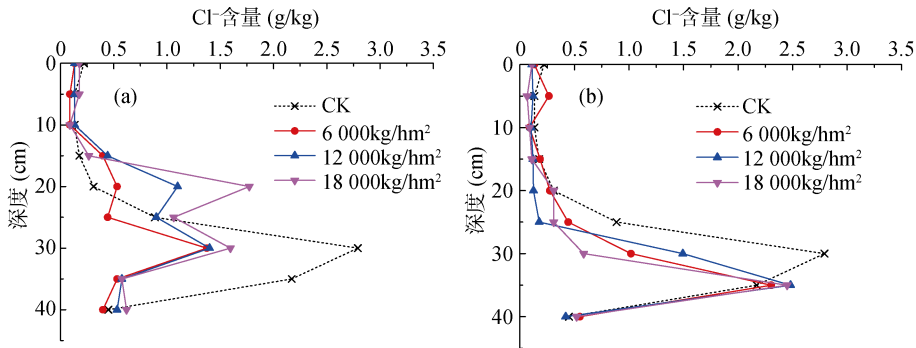 Cl⁻含量 (g/kg)
0 0.5 1.0 1.5 2.0 2.5 3.0 3.5
0
10
20
30
40
深度 (cm)
(a)
CK
6 000kg/hm²
12 000kg/hm²
18 000kg/hm²
Cl⁻含量 (g/kg)
0 0.5 1.0 1.5 2.0 2.5 3.0 3.5
0
10
20
30
40
深度 (cm)
(b)
CK
6 000kg/hm²
12 000kg/hm²
18 000kg/hm²